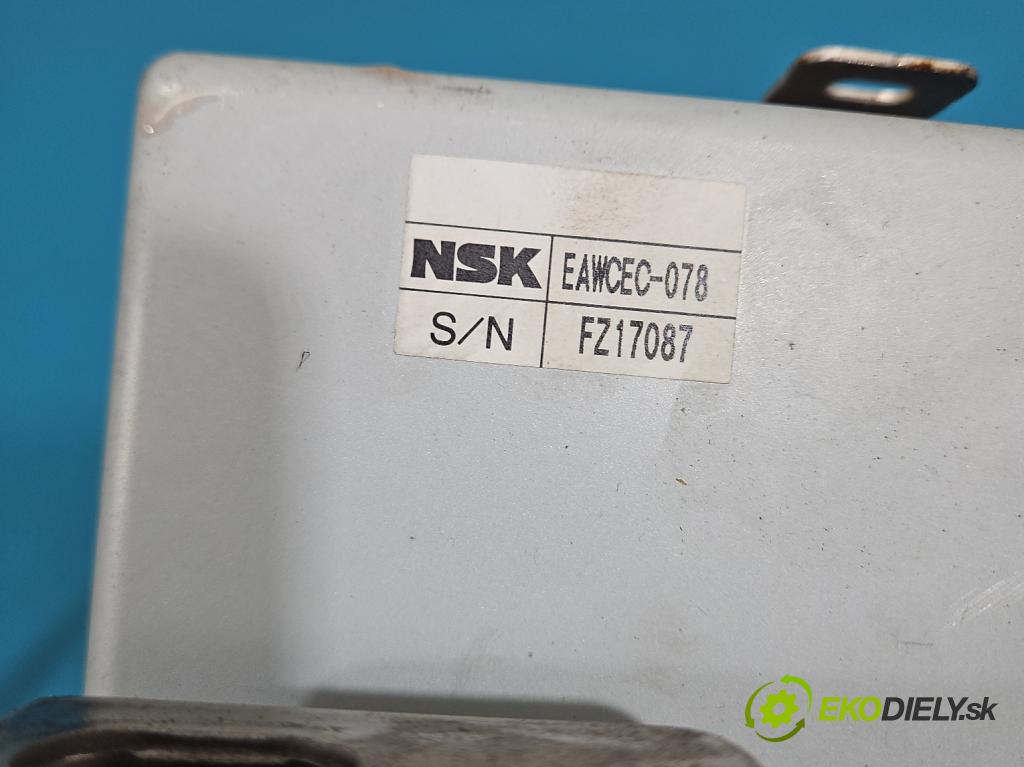 NSK EAWCEC-078
S/N FZ17087
EKODIELY.sk